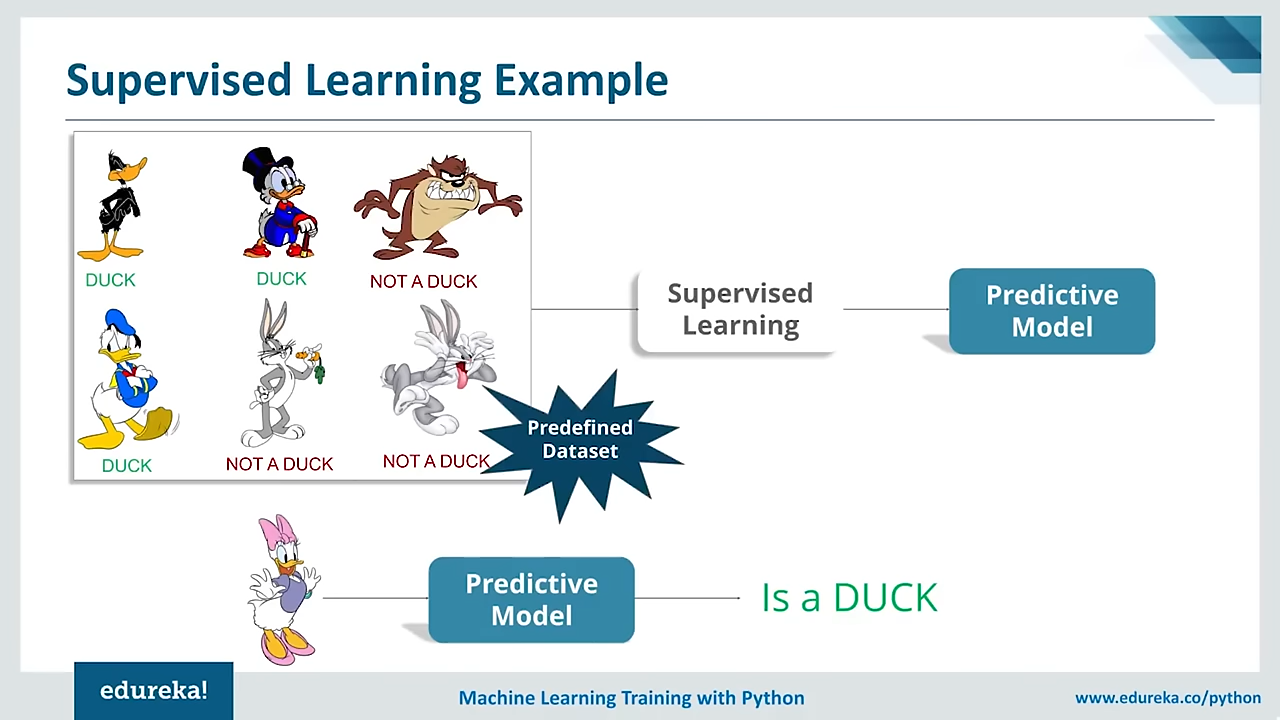 Supervised Learning Example
DUCK
DUCK
NOT A DUCK
DUCK
NOT A DUCK
NOT A DUCK
Predefined
Dataset
Supervised
Learning
Predictive
Model
Predictive
Model
Is a DUCK
edureka!
Machine Learning Training with Python
www.edureka.co/python